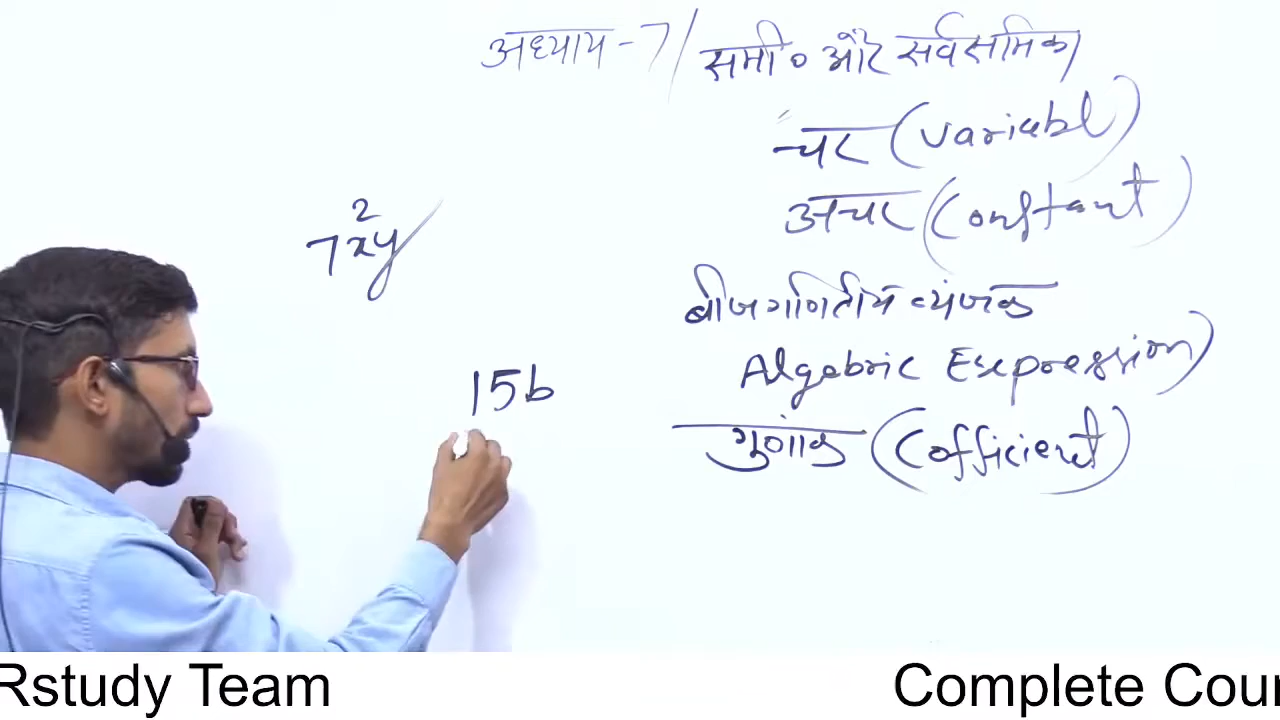 अध्याय - 7/ समी० और सर्वसमिका
चर (variabl)
अचर (Constant)
7x²y
बीजगणितीय व्यंजक
Algebric Expression)
15b
गुणांक (Cofficient)
Rstudy Team
Complete Cour